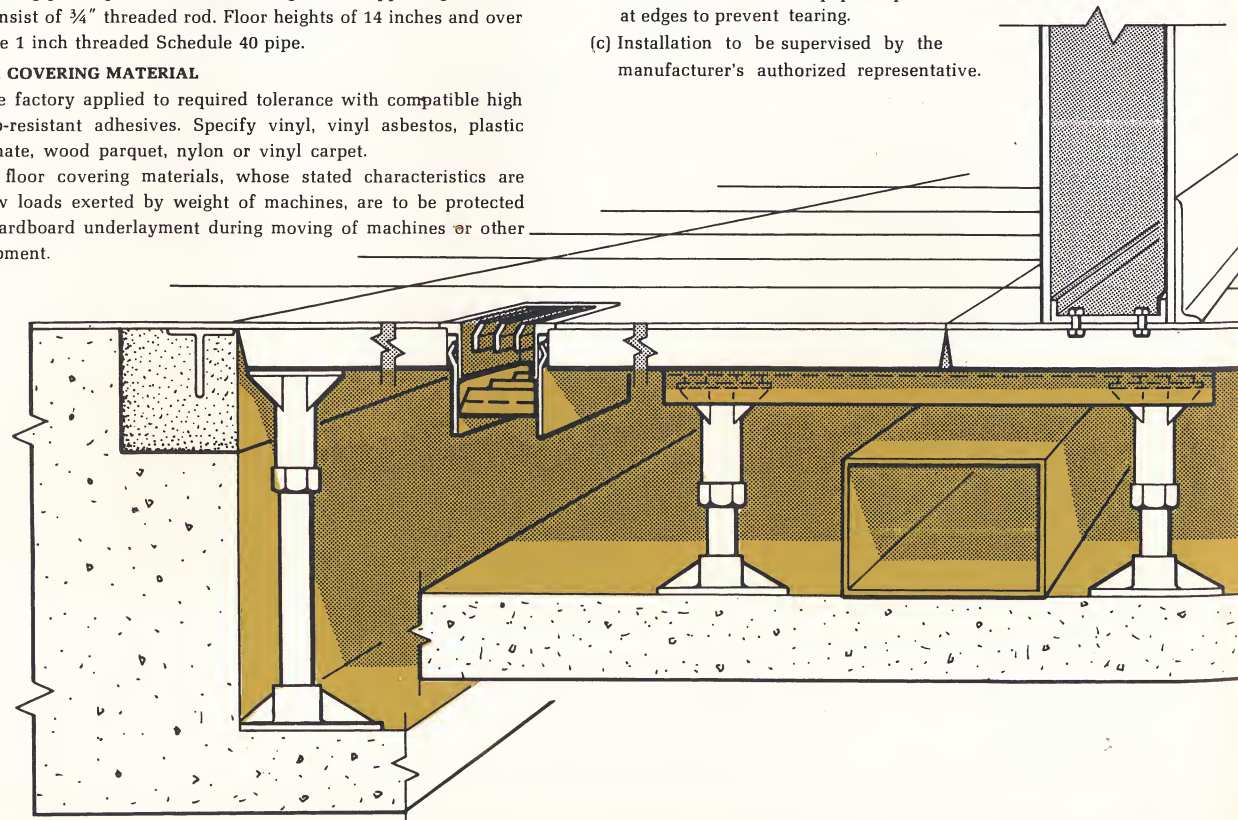 nsist of ¾" threaded rod. Floor heights of 14 inches and over
e 1 inch threaded Schedule 40 pipe.
COVERING MATERIAL
e factory applied to required tolerance with compatible high
-resistant adhesives. Specify vinyl, vinyl asbestos, plastic
nate, wood parquet, nylon or vinyl carpet.
floor covering materials, whose stated characteristics are
w loads exerted by weight of machines, are to be protected
ardboard underlayment during moving of machines or other
pment.
at edges to prevent tearing.
(c) Installation to be supervised by the
manufacturer's authorized representative.